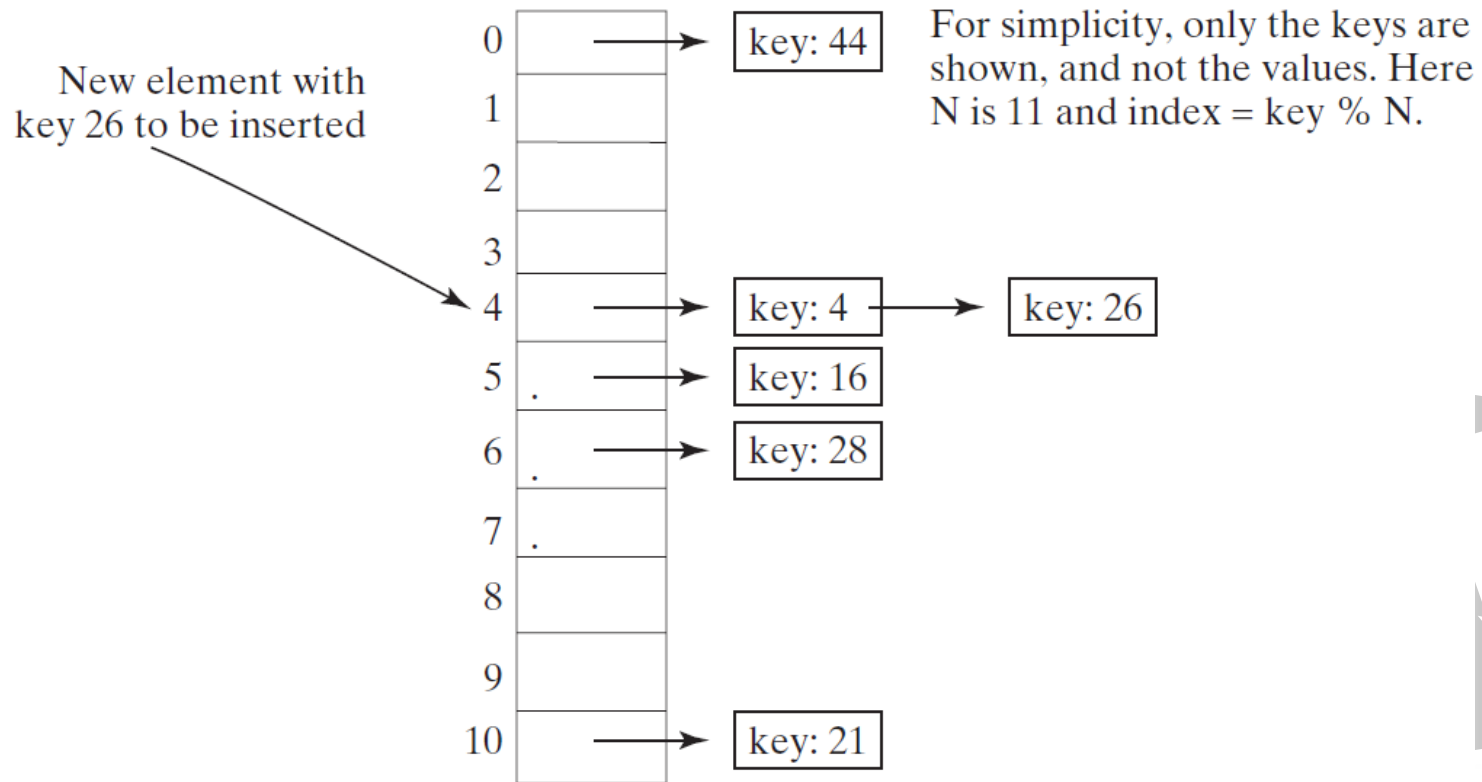 For simplicity, only the keys are
shown, and not the values. Here
N is 11 and index = key % N.
New element with
key 26 to be inserted
0 key: 44
1
2
3
4 key: 4 key: 26
5 . key: 16
6 . key: 28
7 .
8
9
10 key: 21